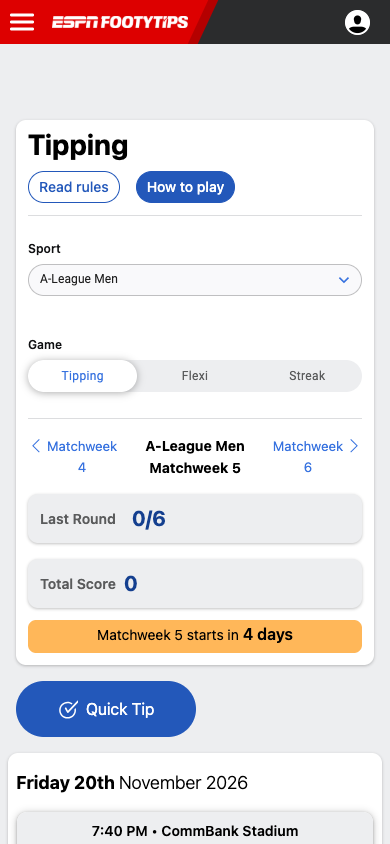 ESPN FOOTYTIPS
Tipping
Read rules
How to play
Sport
A-League Men
Game
Tipping
Flexi
Streak
Matchweek 4
A-League Men
Matchweek 5
Matchweek 6
Last Round 0/6
Total Score 0
Matchweek 5 starts in 4 days
Quick Tip
Friday 20th November 2026
7:40 PM • CommBank Stadium